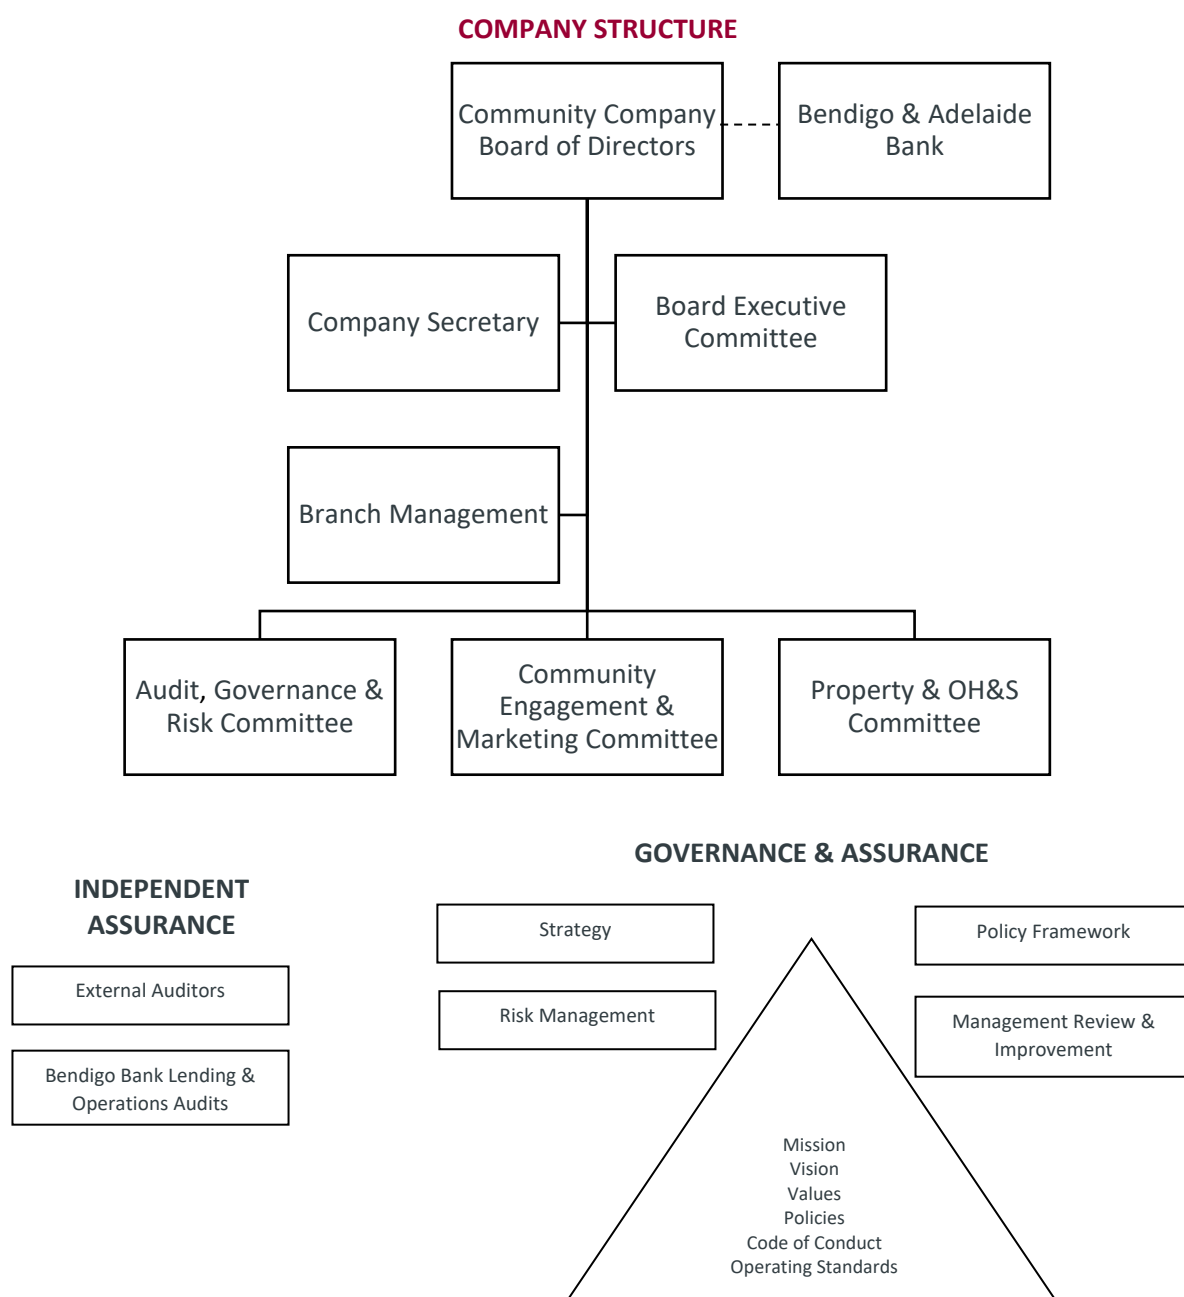 COMPANY STRUCTURE
Community Company
Board of Directors
Bendigo & Adelaide
Bank
Company Secretary
Board Executive
Committee
Branch Management
Audit, Governance &
Risk Committee
Community
Engagement &
Marketing Committee
Property & OH&S
Committee
INDEPENDENT
ASSURANCE
External Auditors
Bendigo Bank Lending &
Operations Audits
GOVERNANCE & ASSURANCE
Strategy
Policy Framework
Risk Management
Management Review &
Improvement
Mission
Vision
Values
Policies
Code of Conduct
Operating Standards